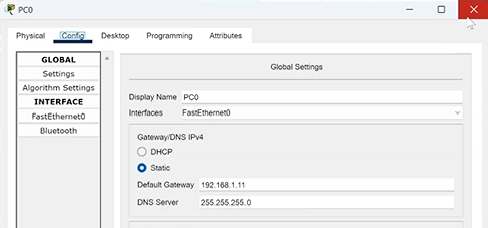 PC0
Physical Config Desktop Programming Attributes
GLOBAL
Settings
Algorithm Settings
INTERFACE
FastEthernet0
Bluetooth
Global Settings
Display Name PC0
Interfaces FastEthernet0
Gateway/DNS IPv4
DHCP
Static
Default Gateway 192.168.1.11
DNS Server 255.255.255.0